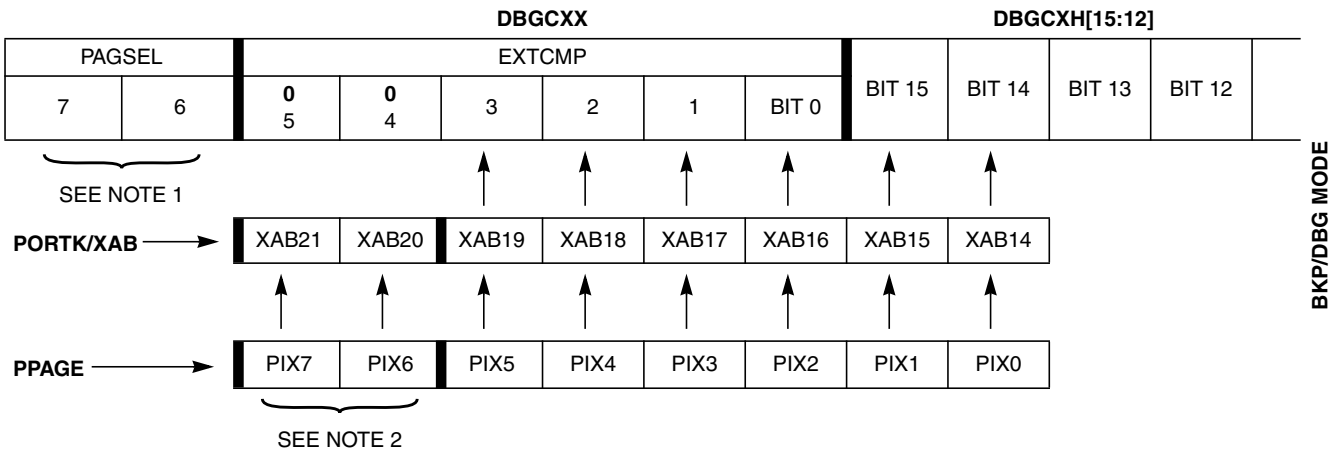 DBGCXX DBGCXH[15:12]
PAGSEL EXTCMP
7 6 0 5 0 4 3 2 1 BIT 0 BIT 15 BIT 14 BIT 13 BIT 12
SEE NOTE 1
PORTK/XAB XAB21 XAB20 XAB19 XAB18 XAB17 XAB16 XAB15 XAB14
PPAGE PIX7 PIX6 PIX5 PIX4 PIX3 PIX2 PIX1 PIX0
SEE NOTE 2
BKP/DBG MODE